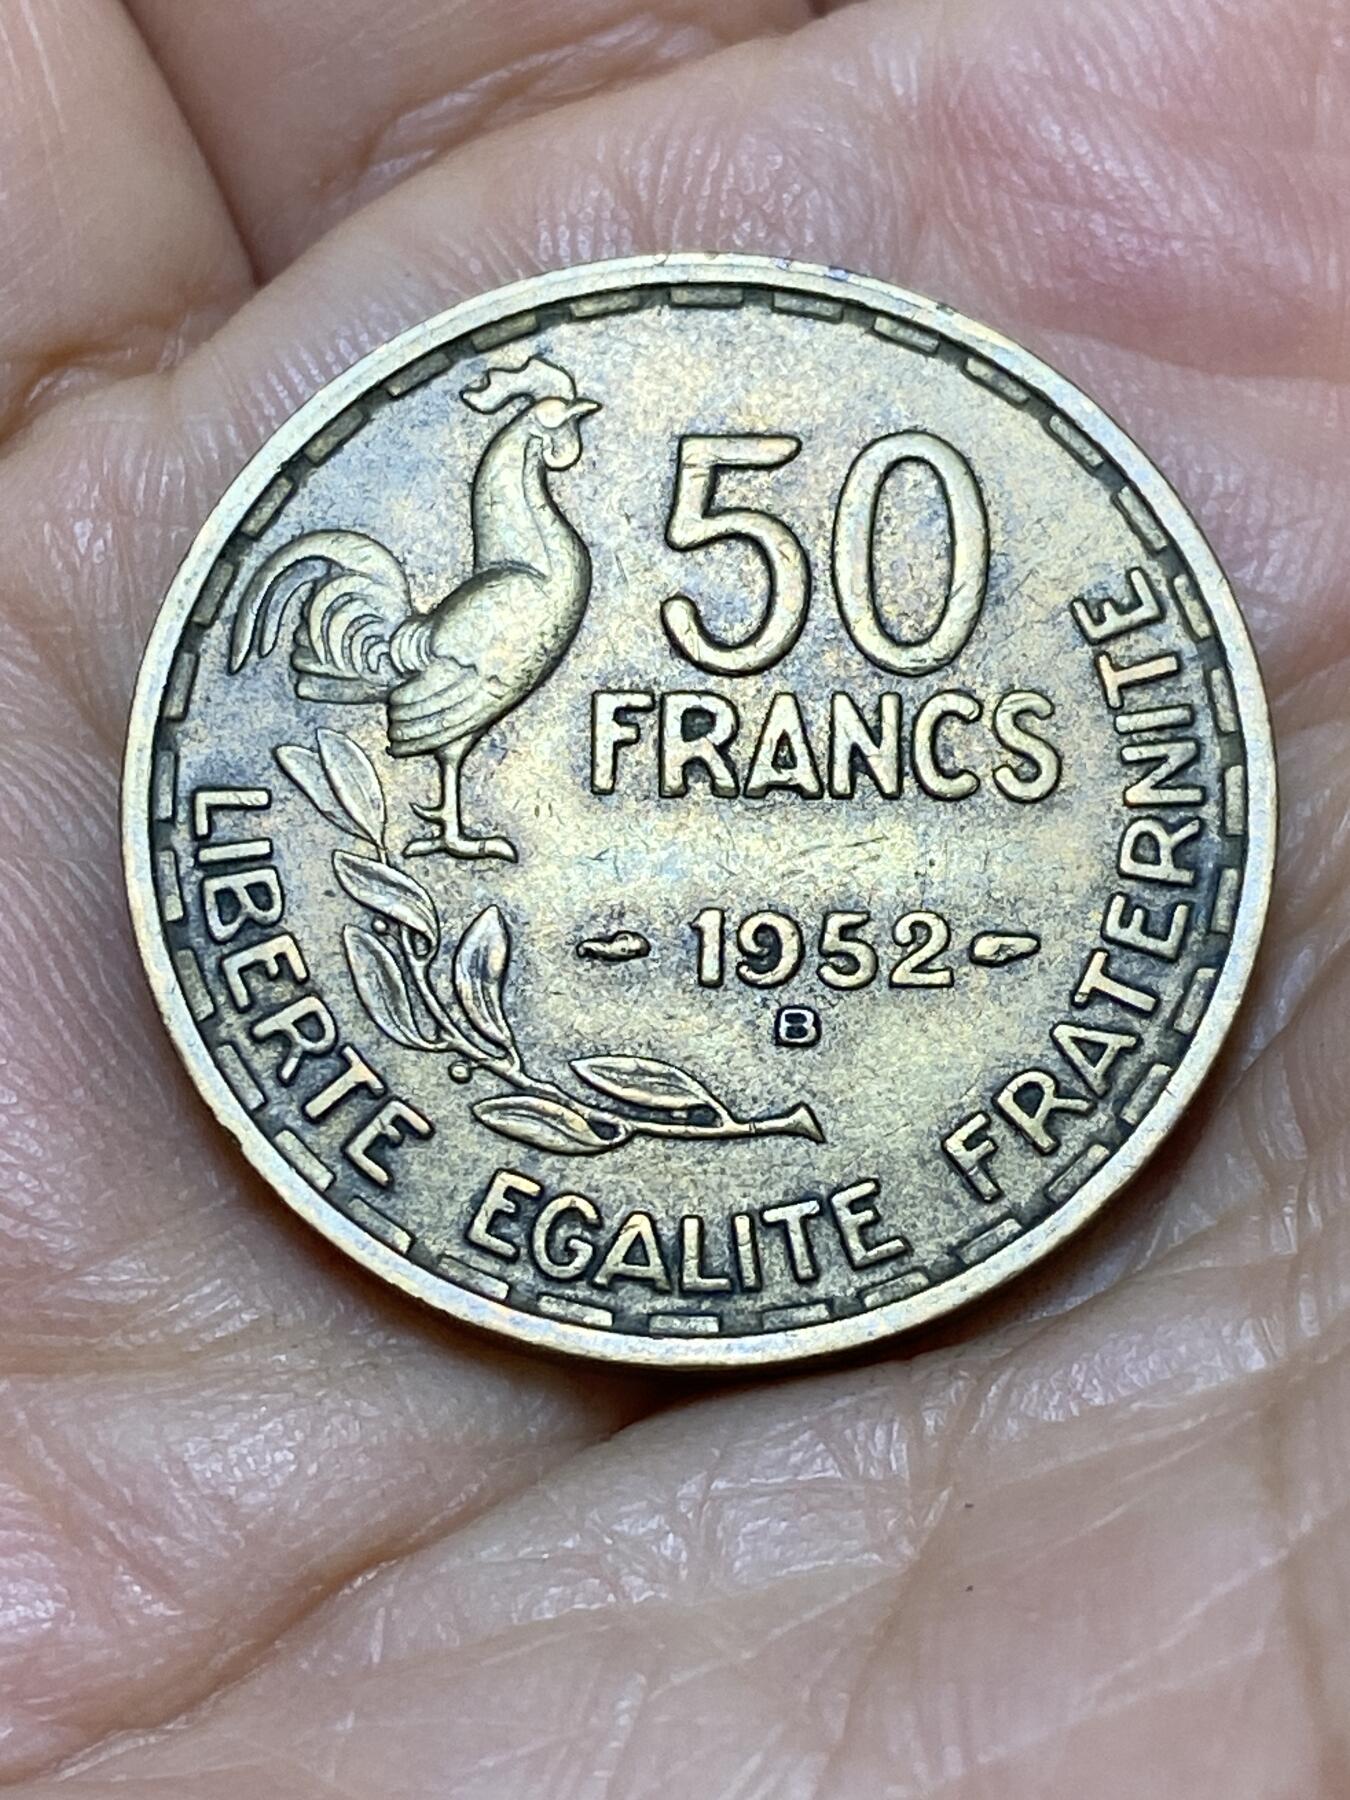 50
FRANCS
1952
B
LIBERTE EGALITE FRATERNITE